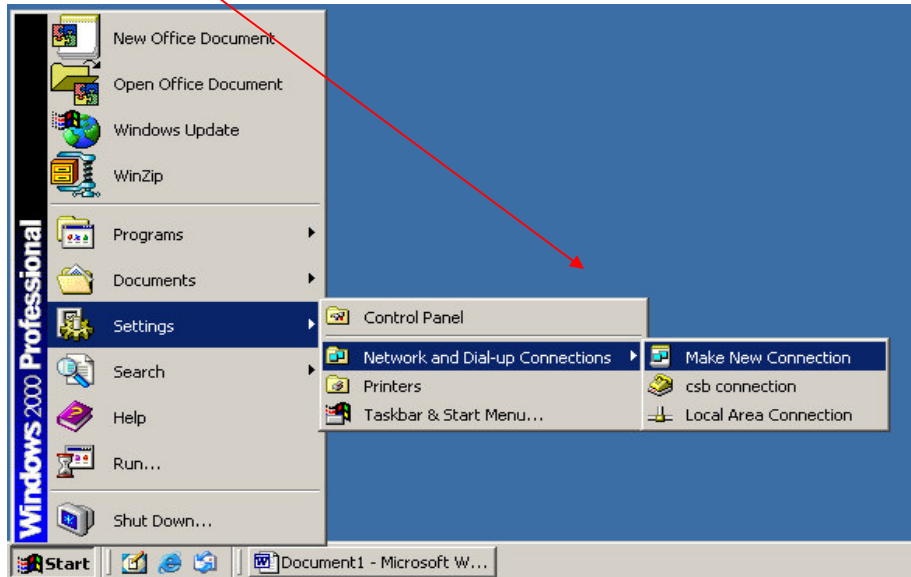 New Office Document
Open Office Document
Windows Update
WinZip
Programs
Documents
Settings
Search
Help
Run...
Shut Down...
Windows 2000 Professional
Control Panel
Network and Dial-up Connections
Printers
Taskbar & Start Menu...
Make New Connection
csb connection
Local Area Connection
Start
Document1 - Microsoft W...